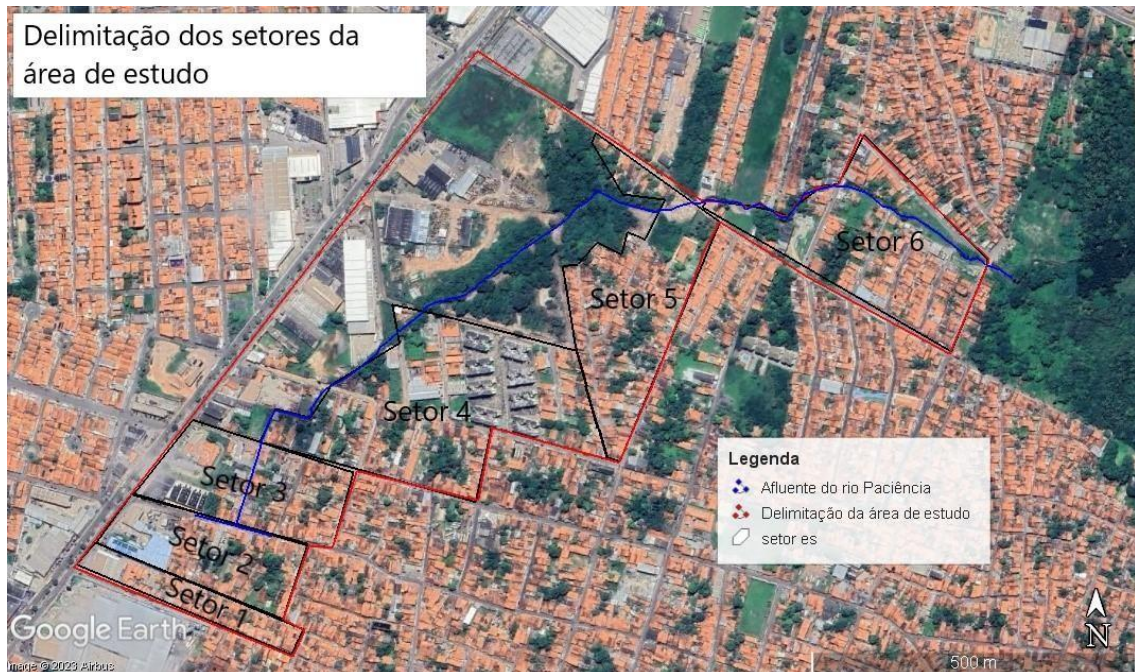 Delimitação dos setores da
área de estudo
Setor 6
Setor 5
Setor 4
Setor 3
Setor 2
Setor 1
Legenda
Afluente do rio Paciência
Delimitação da área de estudo
setor es
N
500 m
Google Earth
Image © 2023 Airbus